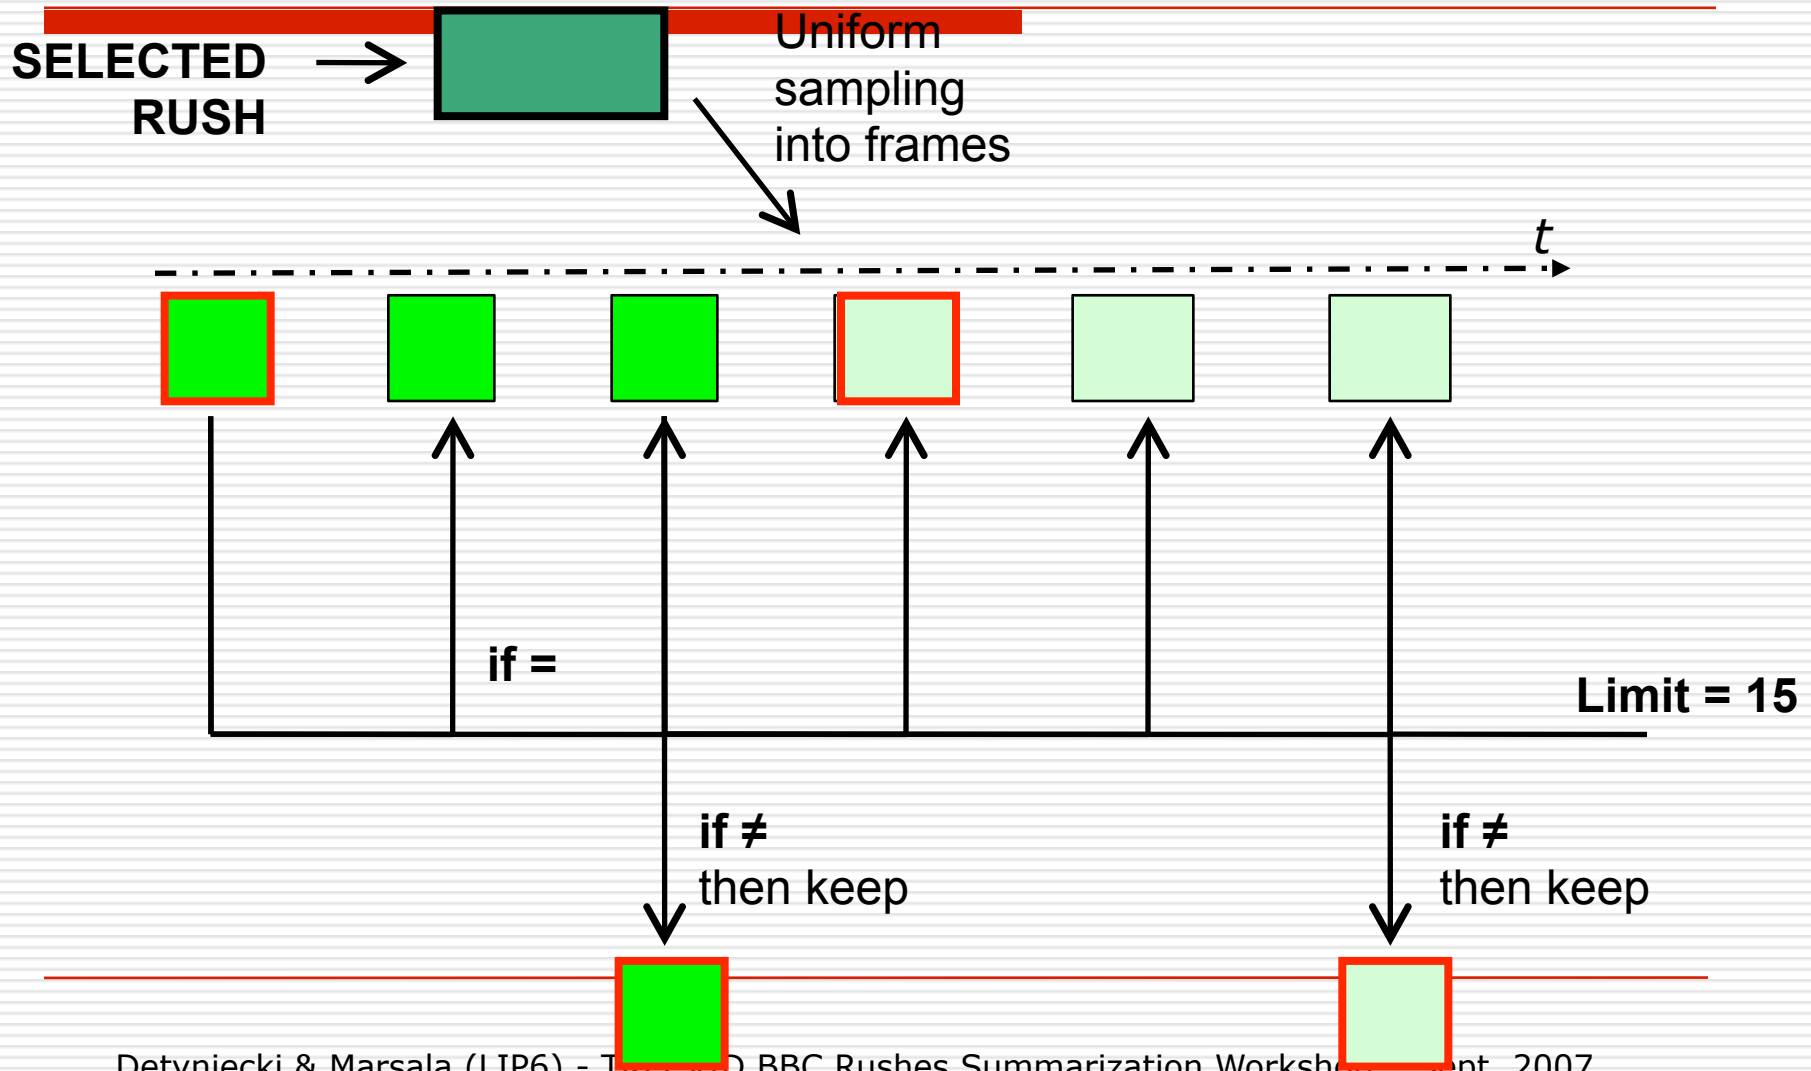 SELECTED
RUSH
Uniform
sampling
into frames
t
if =
Limit = 15
if ≠
then keep
if ≠
then keep
Detyniecki & Marsala (LIP6) - BBC Rushes Summarization 2007